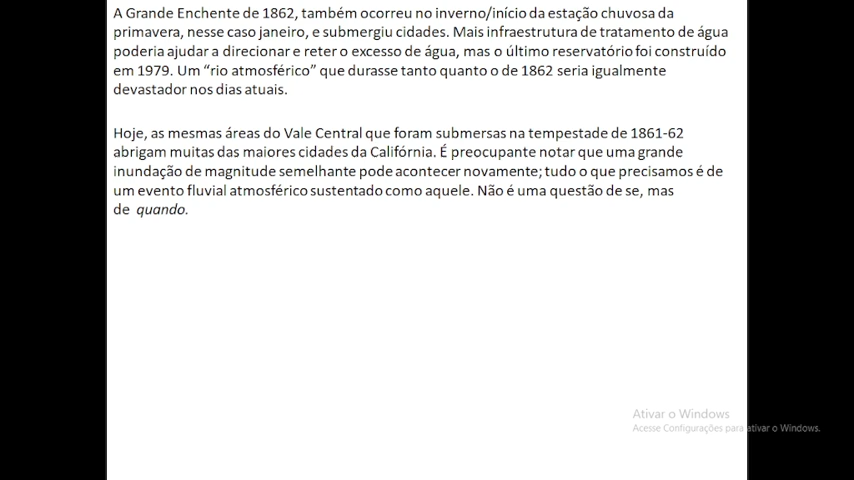 A Grande Enchente de 1862, também ocorreu no inverno/início da estação chuvosa da
primavera, nesse caso janeiro, e submergiu cidades. Mais infraestrutura de tratamento de água
poderia ajudar a direcionar e reter o excesso de água, mas o último reservatório foi construído
em 1979. Um “rio atmosférico” que durasse tanto quanto o de 1862 seria igualmente
devastador nos dias atuais.
Hoje, as mesmas áreas do Vale Central que foram submersas na tempestade de 1861-62
abrigam muitas das maiores cidades da Califórnia. É preocupante notar que uma grande
inundação de magnitude semelhante pode acontecer novamente; tudo o que precisamos é de
um evento fluvial atmosférico sustentado como aquele. Não é uma questão de se, mas
de quando.
Ativar o Windows
Acesse Configurações para ativar o Windows.